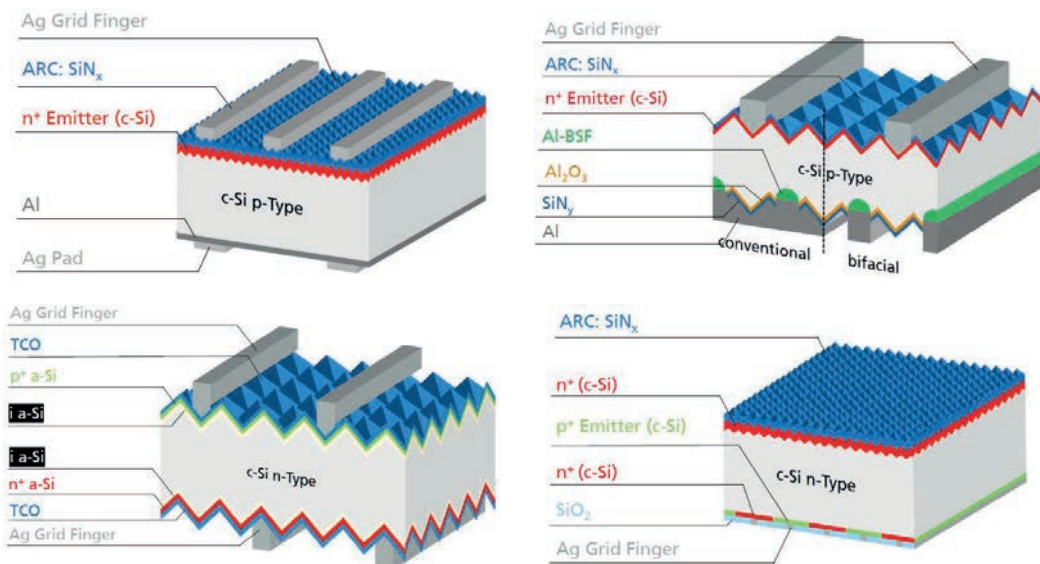 Ag Grid Finger
ARC: SiNₓ
n⁺ Emitter (c-Si)
c-Si p-Type
Al
Ag Pad
Ag Grid Finger
ARC: SiNₓ
n⁺ Emitter (c-Si)
Al-BSF
c-Si p-Type
Al₂O₃
SiNᵧ
Al
conventional
bifacial
Ag Grid Finger
TCO
p⁺ a-Si
i a-Si
i a-Si
c-Si n-Type
n⁺ a-Si
TCO
Ag Grid Finger
ARC: SiNₓ
n⁺ (c-Si)
p⁺ Emitter (c-Si)
c-Si n-Type
n⁺ (c-Si)
SiO₂
Ag Grid Finger